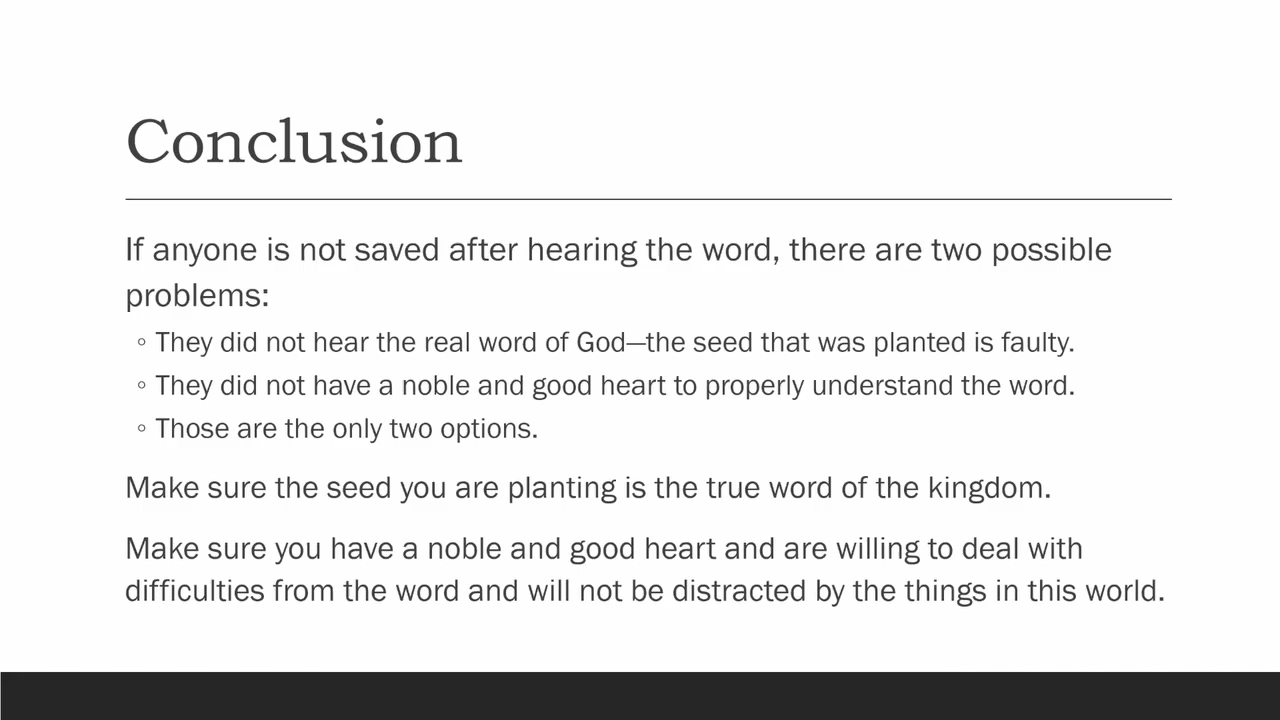 Conclusion
If anyone is not saved after hearing the word, there are two possible
problems:
◦ They did not hear the real word of God—the seed that was planted is faulty.
◦ They did not have a noble and good heart to properly understand the word.
◦ Those are the only two options.
Make sure the seed you are planting is the true word of the kingdom.
Make sure you have a noble and good heart and are willing to deal with
difficulties from the word and will not be distracted by the things in this world.